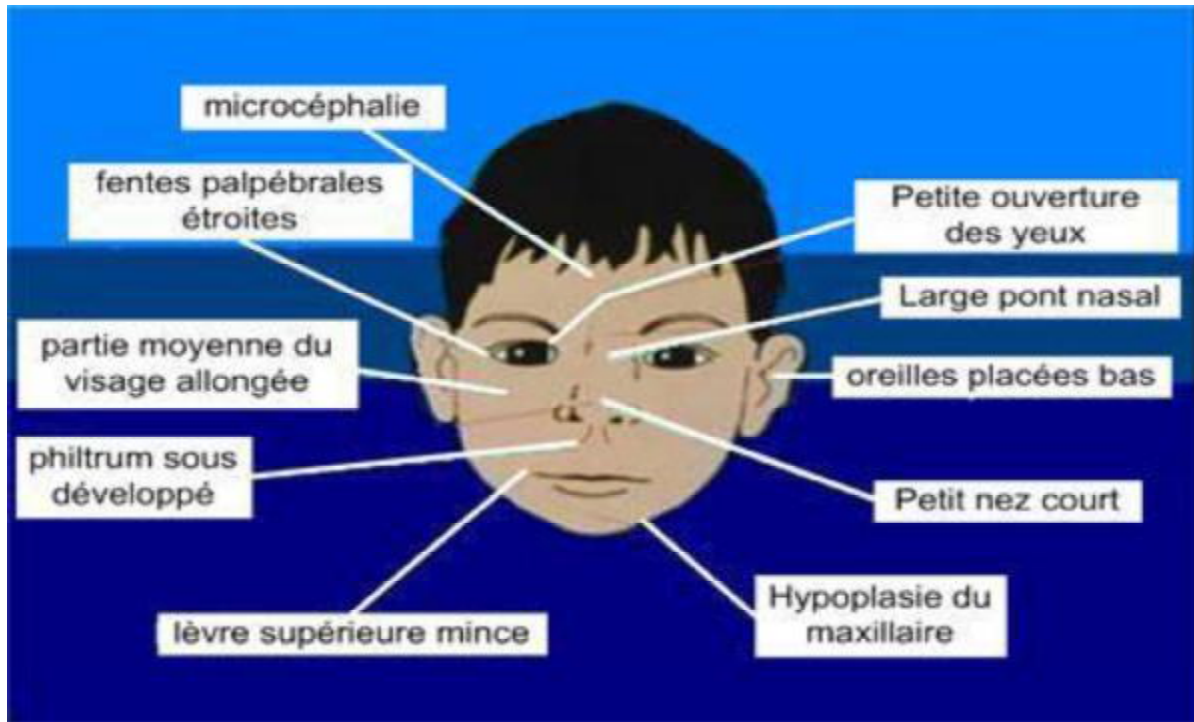 microcéphalie
fentes palpébrales
étroites
Petite ouverture
des yeux
Large pont nasal
partie moyenne du
visage allongée
oreilles placées bas
philtrum sous
développé
Petit nez court
Hypoplasie du
maxillaire
lèvre supérieure mince